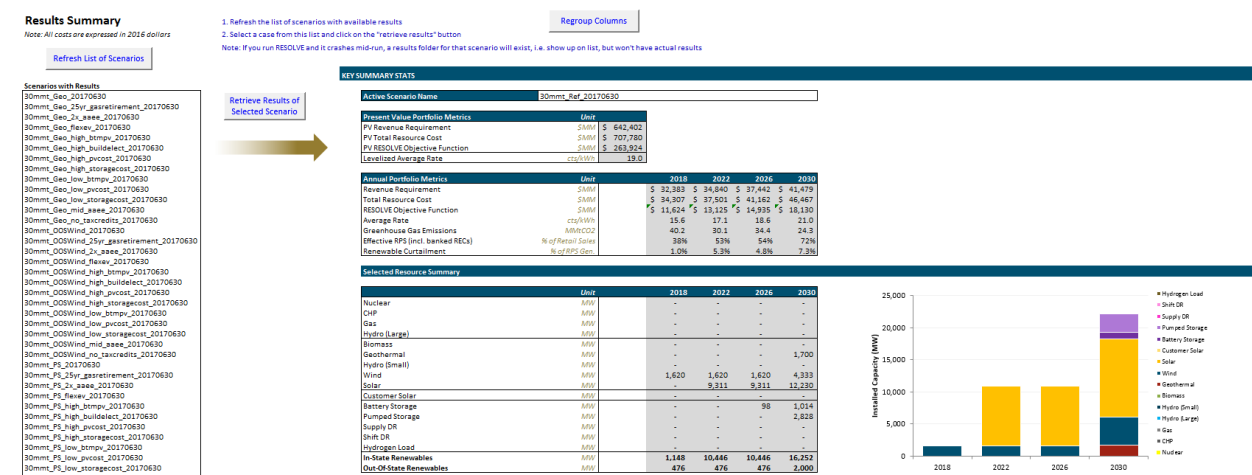 Results Summary
Note: All costs are expressed in 2016 dollars
Refresh List of Scenarios
1. Refresh the list of scenarios with available results
2. Select a case from this list and click on the "retrieve results" button
Note: If you run RESOLVE and it crashes mid-run, a results folder for that scenario will exist, i.e. show up on list, but won't have actual results
Regroup Columns
Scenarios with Results
30mmt_Geo_20170630
30mmt_Geo_25yr_gasretirement_20170630
30mmt_Geo_2x_aaee_20170630
30mmt_Geo_flexev_20170630
30mmt_Geo_high_btmpv_20170630
30mmt_Geo_high_buildelect_20170630
30mmt_Geo_high_pvcost_20170630
30mmt_Geo_high_storagecost_20170630
30mmt_Geo_low_btmpv_20170630
30mmt_Geo_low_pvcost_20170630
30mmt_Geo_low_storagecost_20170630
30mmt_Geo_mid_aaee_20170630
30mmt_Geo_no_taxcredits_20170630
30mmt_OOSWind_20170630
30mmt_OOSWind_25yr_gasretirement_20170630
30mmt_OOSWind_2x_aaee_20170630
30mmt_OOSWind_flexev_20170630
30mmt_OOSWind_high_btmpv_20170630
30mmt_OOSWind_high_buildelect_20170630
30mmt_OOSWind_high_pvcost_20170630
30mmt_OOSWind_high_storagecost_20170630
30mmt_OOSWind_low_btmpv_20170630
30mmt_OOSWind_low_pvcost_20170630
30mmt_OOSWind_low_storagecost_20170630
30mmt_OOSWind_mid_aaee_20170630
30mmt_OOSWind_no_taxcredits_20170630
30mmt_PS_20170630
30mmt_PS_25yr_gasretirement_20170630
30mmt_PS_2x_aaee_20170630
30mmt_PS_flexev_20170630
30mmt_PS_high_btmpv_20170630
30mmt_PS_high_buildelect_20170630
30mmt_PS_high_pvcost_20170630
30mmt_PS_high_storagecost_20170630
30mmt_PS_low_btmpv_20170630
30mmt_PS_low_pvcost_20170630
30mmt_PS_low_storagecost_20170630
Retrieve Results of
Selected Scenario
KEY SUMMARY STATS
Active Scenario Name 30mmt_Ref_20170630
Present Value Portfolio Metrics Unit
PV Revenue Requirement $MM $ 642,402
PV Total Resource Cost $MM $ 707,780
PV RESOLVE Objective Function $MM $ 263,924
Levelized Average Rate cts/kWh 19.0
Annual Portfolio Metrics Unit 2018 2022 2026 2030
Revenue Requirement $MM $ 32,383 $ 34,840 $ 37,442 $ 41,479
Total Resource Cost $MM $ 34,307 $ 37,501 $ 41,162 $ 46,467
RESOLVE Objective Function $MM $ 11,624 $ 13,125 $ 14,935 $ 18,130
Average Rate cts/kWh 15.6 17.1 18.6 21.0
Greenhouse Gas Emissions MMtCO2 40.2 30.1 34.4 24.3
Effective RPS (incl. banked RECs) % of Retail Sales 38% 53% 54% 72%
Renewable Curtailment % of RPS Gen. 1.0% 5.3% 4.8% 7.3%
Selected Resource Summary
Unit 2018 2022 2026 2030
Nuclear MW - - - -
CHP MW - - - -
Gas MW - - - -
Hydro (Large) MW - - - -
Biomass MW - - - -
Geothermal MW - - - 1,700
Hydro (Small) MW - - - -
Wind MW 1,620 1,620 1,620 4,333
Solar MW - 9,311 9,311 12,230
Customer Solar MW - - - -
Battery Storage MW - - 98 1,014
Pumped Storage MW - - - 2,828
Supply DR MW - - - -
Shift DR MW - - - -
Hydrogen Load MW - - - -
In-State Renewables MW 1,148 10,446 10,446 16,252
Out-Of-State Renewables MW 476 476 476 2,000
Installed Capacity (MW)
25,000
20,000
15,000
10,000
5,000
0
2018 2022 2026 2030
Hydrogen Load
Shift DR
Supply DR
Pumped Storage
Battery Storage
Customer Solar
Solar
Wind
Geothermal
Biomass
Hydro (Small)
Hydro (Large)
Gas
CHP
Nuclear